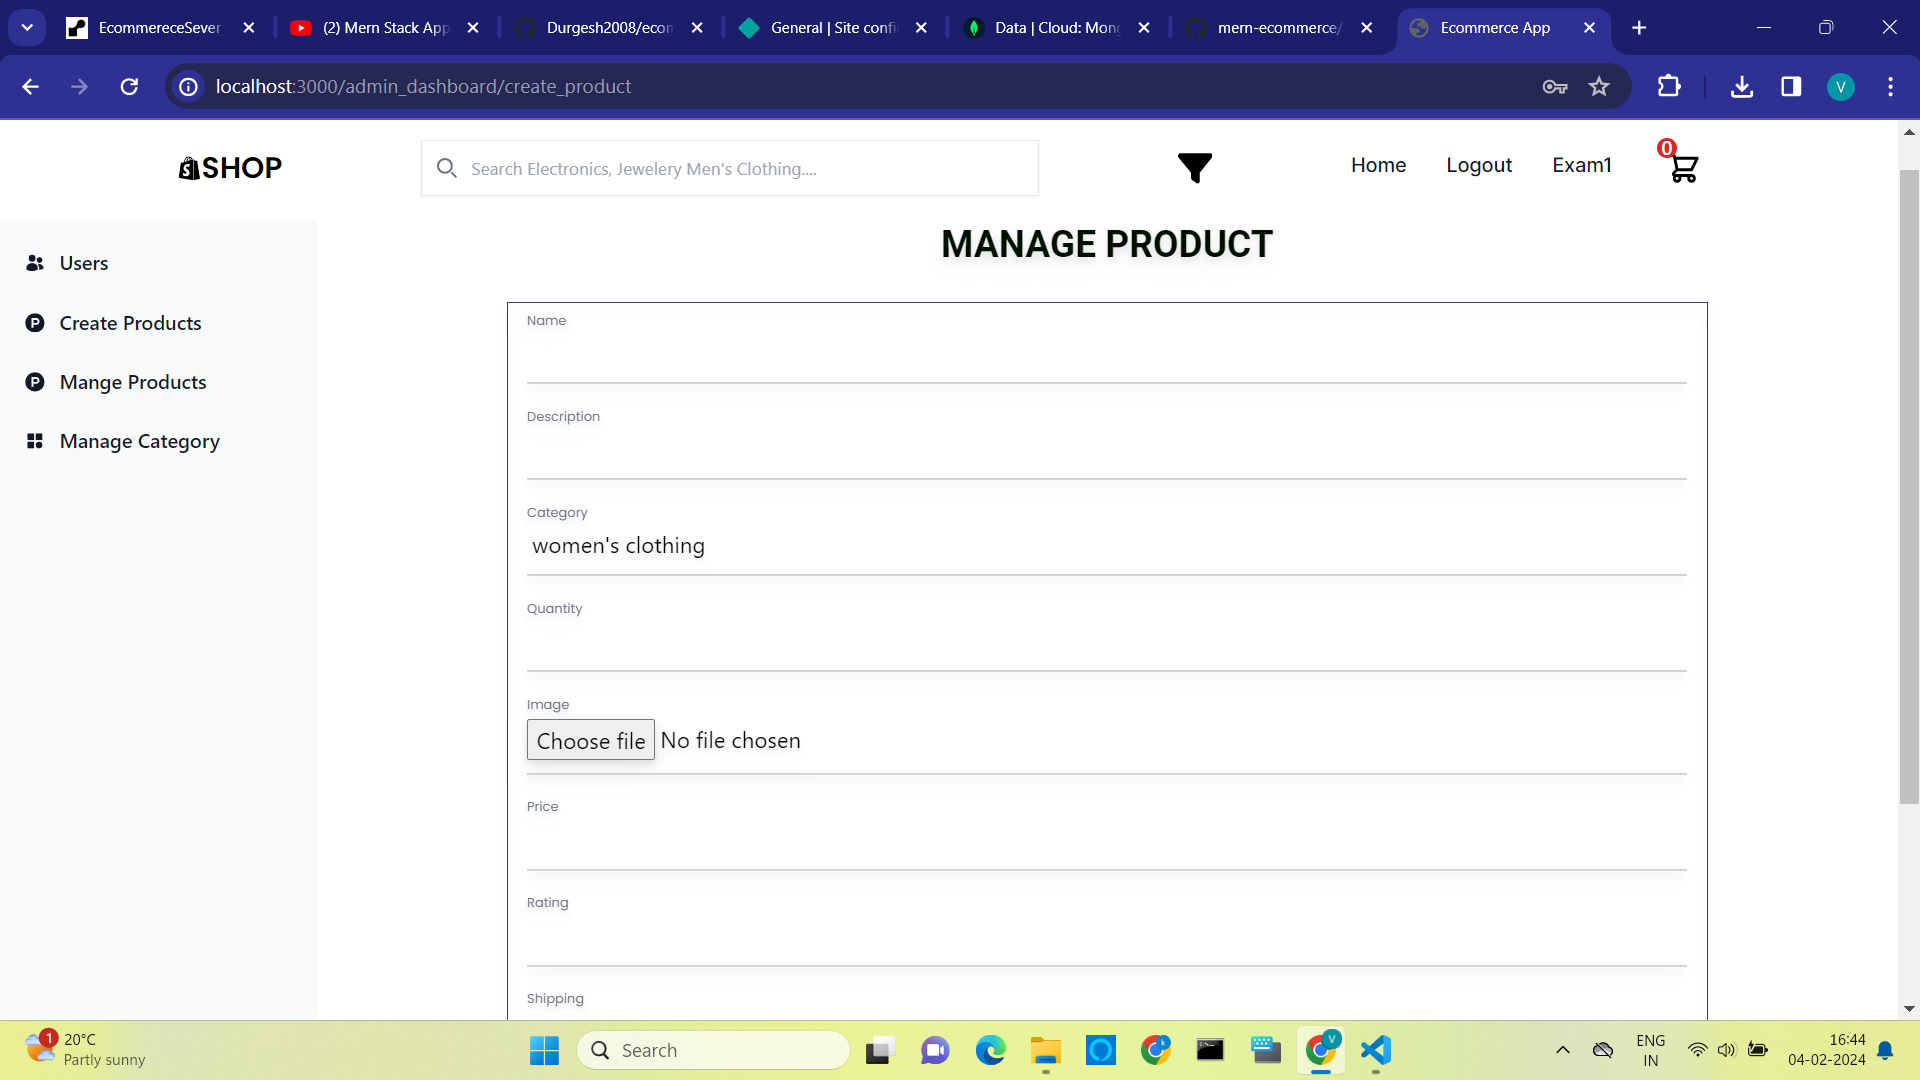 EcommereceSever
(2) Mern Stack App
Durgesh2008/econ
General | Site confi
Data | Cloud: Mong
mern-ecommerce/
Ecommerce App
localhost:3000/admin_dashboard/create_product
V
SHOP
Search Electronics, Jewelery Men's Clothing....
Home
Logout
Exam1
0
Users
Create Products
Mange Products
Manage Category
MANAGE PRODUCT
Name
Description
Category
women's clothing
Quantity
Image
Choose file
No file chosen
Price
Rating
Shipping
1
20°C
Partly sunny
Search
ENG
IN
16:44
04-02-2024